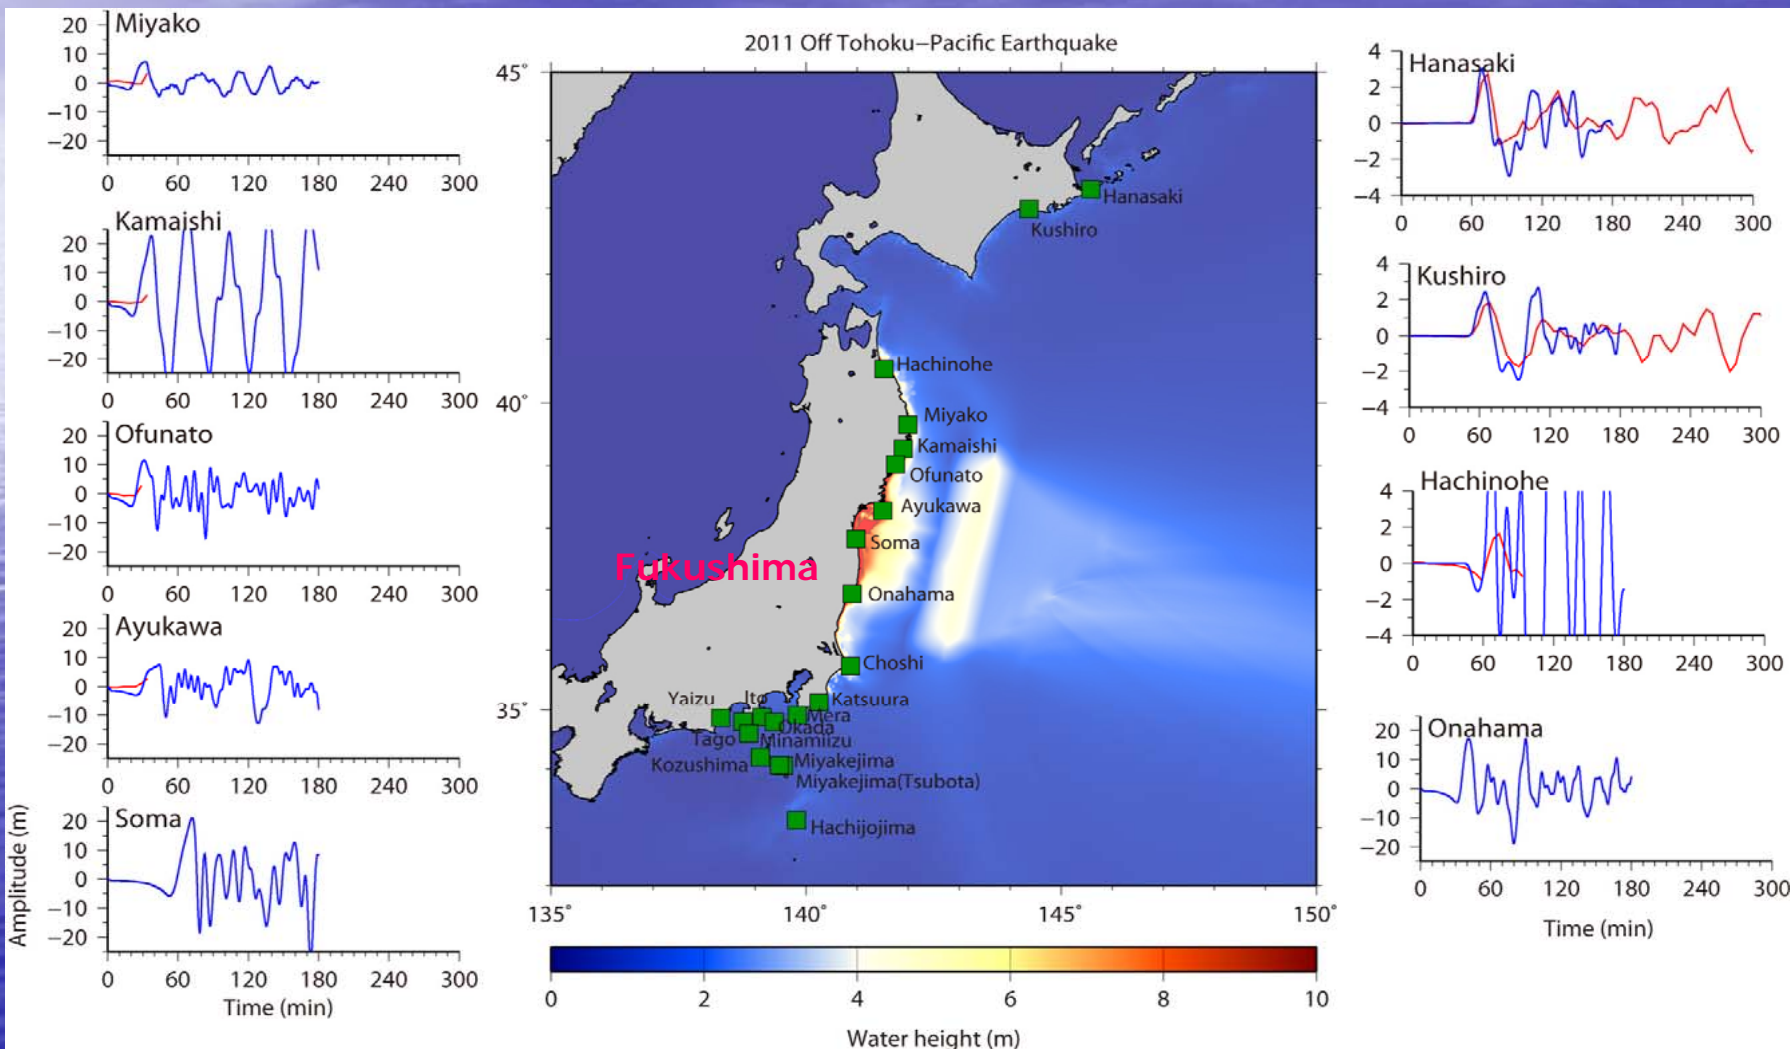 2011 Off Tohoku–Pacific Earthquake
Miyako
20
10
0
−10
−20
0 60 120 180 240 300
Kamaishi
20
10
0
−10
−20
0 60 120 180 240 300
Ofunato
20
10
0
−10
−20
0 60 120 180 240 300
Ayukawa
20
10
0
−10
−20
0 60 120 180 240 300
Soma
20
10
0
−10
−20
0 60 120 180 240 300
Amplitude (m)
Time (min)
45°
40°
35°
135° 140° 145° 150°
Hanasaki
Kushiro
Hachinohe
Miyako
Kamaishi
Ofunato
Ayukawa
Soma
Fukushima
Onahama
Choshi
Yaizu
Ito
Katsuura
Mera
Okada
Tago
Minamiizu
Kozushima
Miyakejima
Miyakejima(Tsubota)
Hachijojima
0 2 4 6 8 10
Water height (m)
Hanasaki
4
2
0
−2
−4
0 60 120 180 240 300
Kushiro
4
2
0
−2
−4
0 60 120 180 240 300
Hachinohe
4
2
0
−2
−4
0 60 120 180 240 300
Onahama
20
10
0
−10
−20
0 60 120 180 240 300
Time (min)